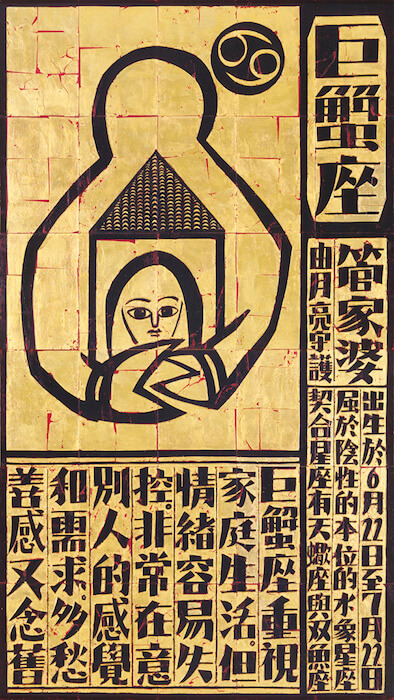 巨蟹座
管家婆
由月亮守護
出生於6月22日至7月22日
屬於陰性的本位的水象星座
契合星座有天蠍座與双魚座
巨蟹座重視
家庭生活。但
情緒容易失
控。非常在意
別人的感覺
和需求。多愁
善感又念舊